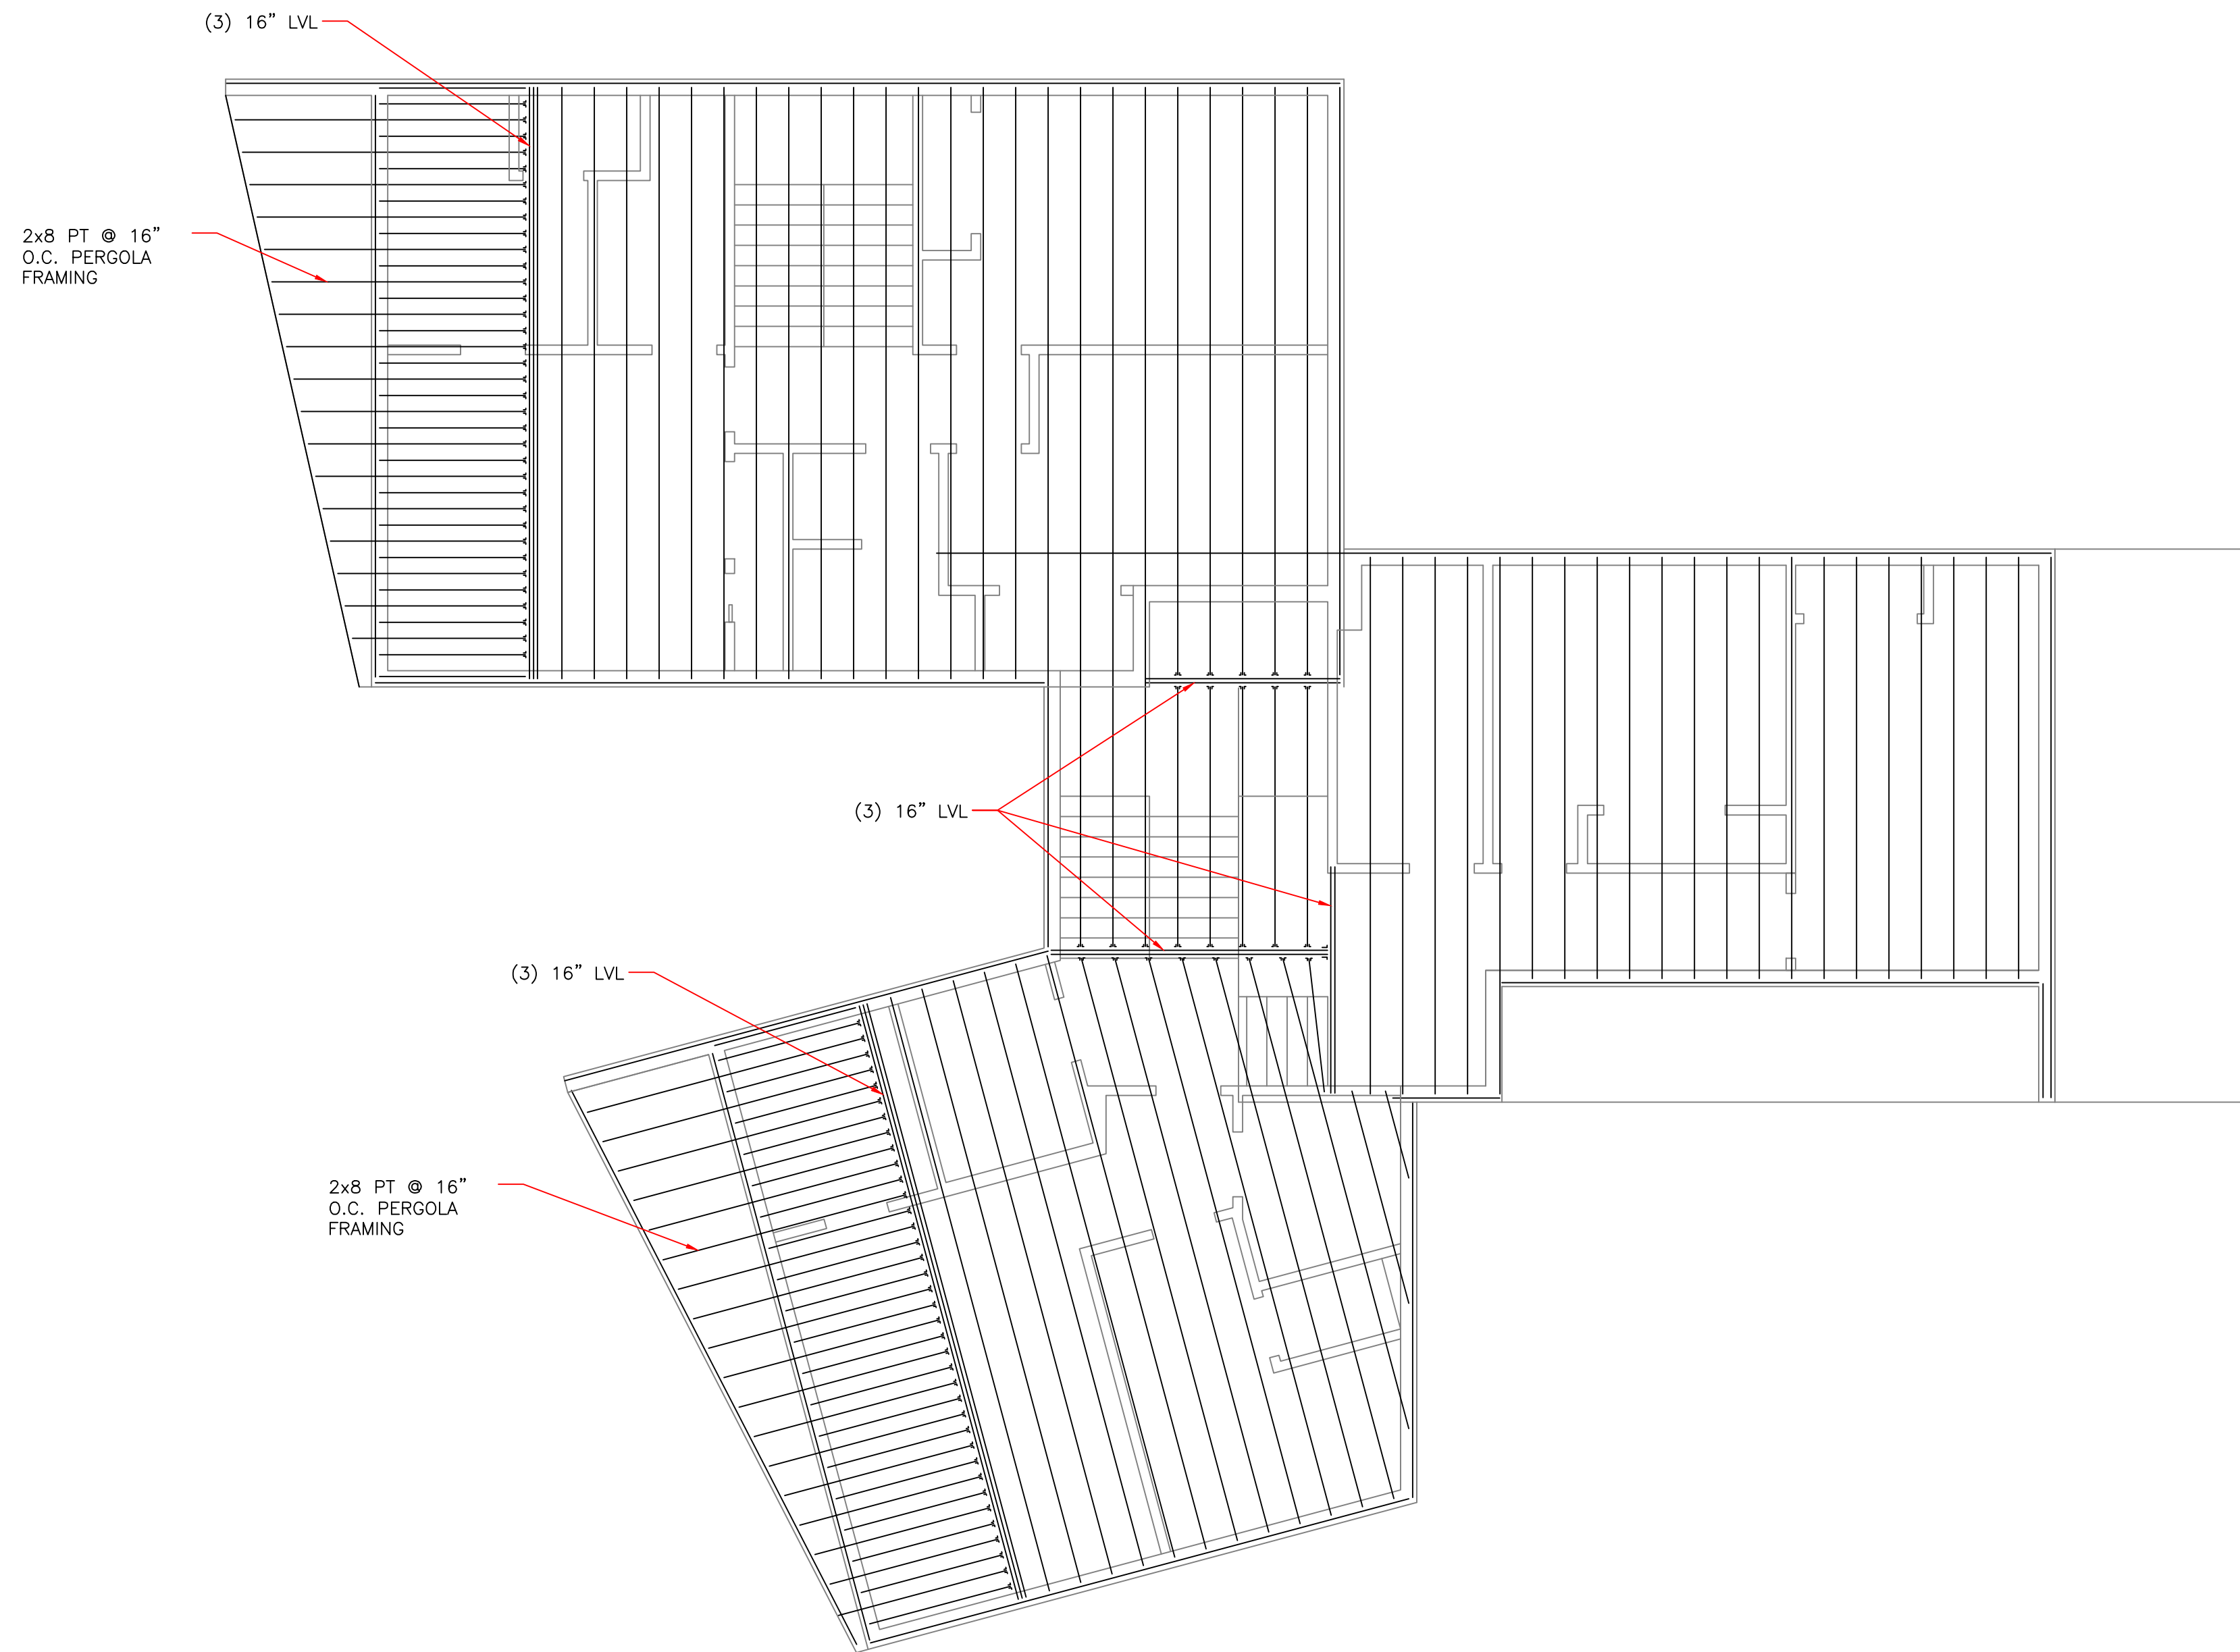 (3) 16” LVL
2x8 PT @ 16”
O.C. PERGOLA
FRAMING
(3) 16” LVL
(3) 16” LVL
2x8 PT @ 16”
O.C. PERGOLA
FRAMING